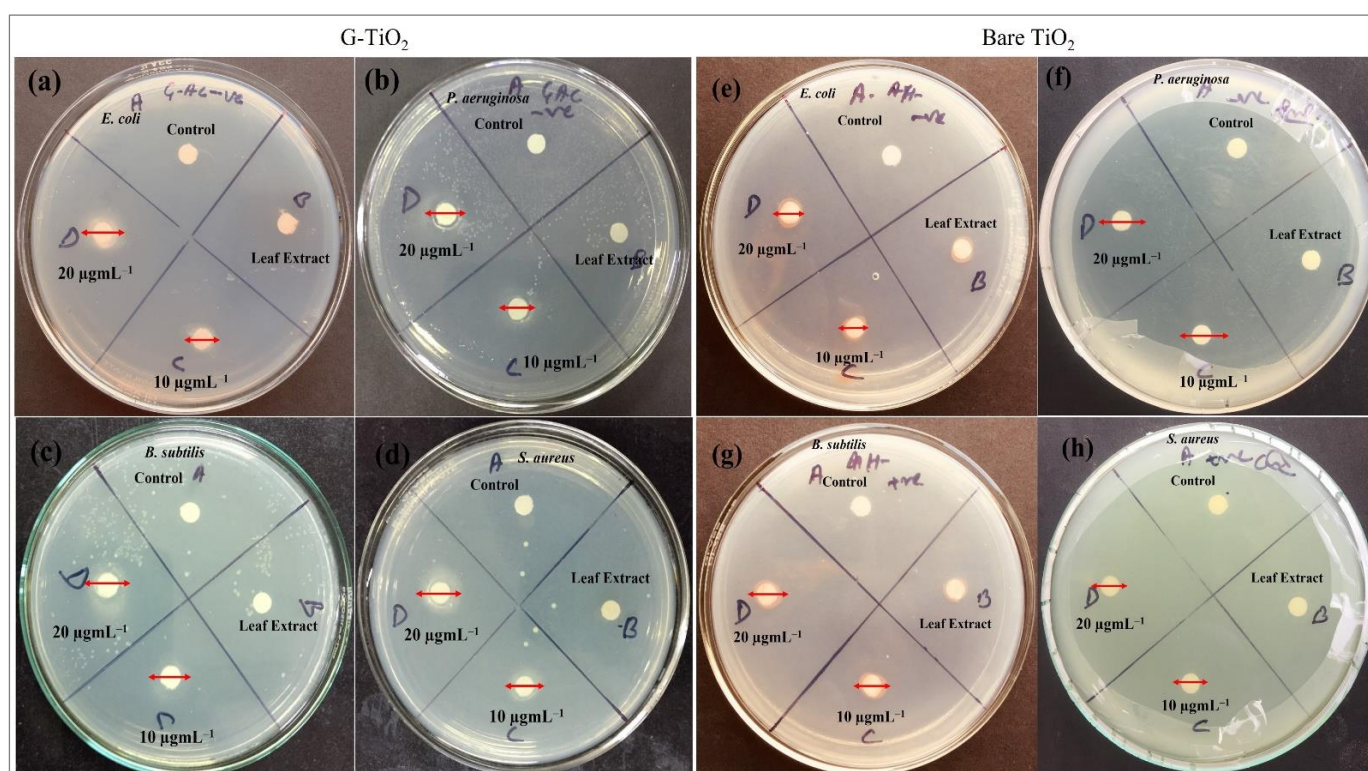 G-TiO₂
Bare TiO₂
(a)
A G-AG-ve
E. coli
Control
B
Leaf Extract
D
20 µgmL⁻¹
C
10 µgmL⁻¹
(b)
A GAG
P. aeruginosa
-ve
Control
D
20 µgmL⁻¹
Leaf Extract
B
C 10 µgmL⁻¹
(e)
E. coli
A- AH-
-ve
Control
D
20 µgmL⁻¹
Leaf Extract
B
10 µgmL⁻¹
C
(f)
P. aeruginosa
A -ve
Control
D
20 µgmL⁻¹
Leaf Extract
B
C
10 µgmL⁻¹
(c)
B. subtilis
Control A
D
20 µgmL⁻¹
Leaf Extract
B
C
10 µgmL⁻¹
(d)
A
S. aureus
Control
Leaf Extract
D
20 µgmL⁻¹
B
10 µgmL⁻¹
C
(g)
B. subtilis
A AH-
+ve
Control
D
20 µgmL⁻¹
B
Leaf Extract
10 µgmL⁻¹
C
(h)
S. aureus
A +ve
Control
Leaf Extract
D
20 µgmL⁻¹
B
10 µgmL⁻¹
C